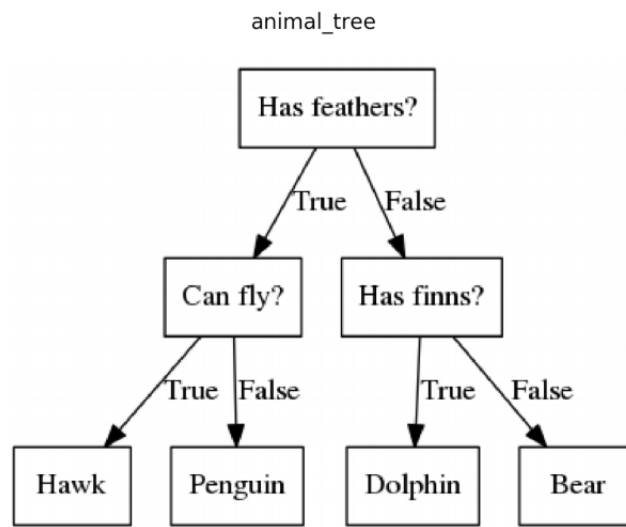 animal_tree
Has feathers?
True
False
Can fly?
Has finns?
True
False
True
False
Hawk
Penguin
Dolphin
Bear